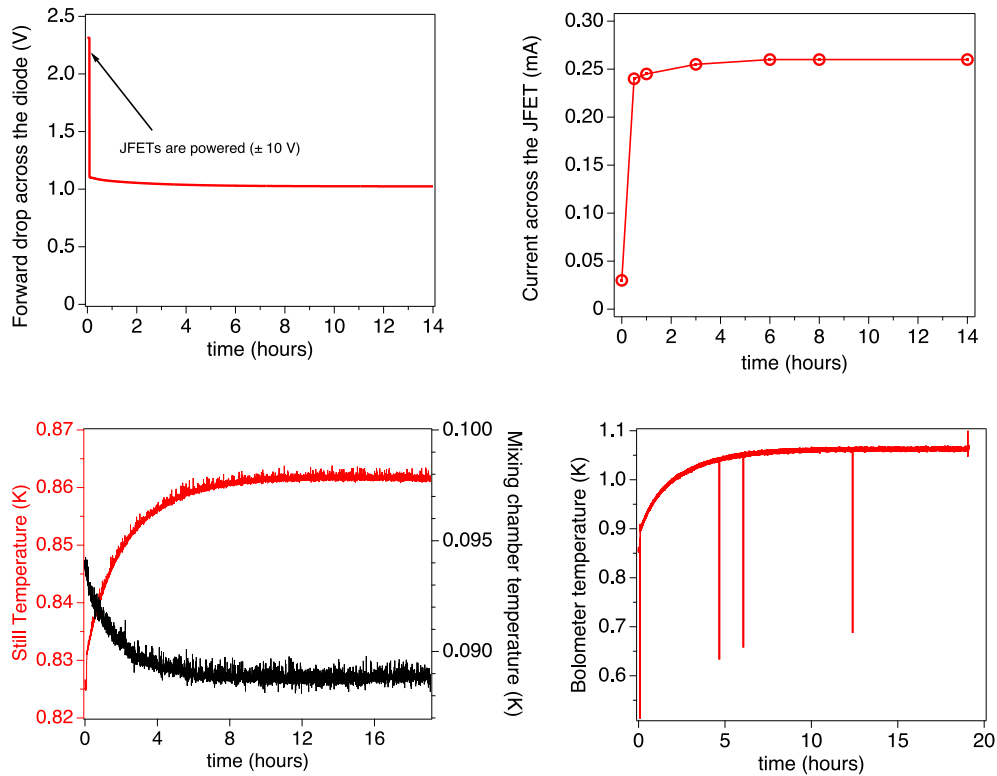 2.5
2.0
1.5
1.0
0.5
0
Forward drop across the diode (V)
JFETs are powered (± 10 V)
0 2 4 6 8 10 12 14
time (hours)
0.30
0.25
0.20
0.15
0.10
0.05
0
Current across the JFET (mA)
0 2 4 6 8 10 12 14
time (hours)
0.87
0.86
0.85
0.84
0.83
0.82
Still Temperature (K)
0.100
0.095
0.090
Mixing chamber temperature (K)
0 4 8 12 16
time (hours)
1.1
1.0
0.9
0.8
0.7
0.6
Bolometer temperature (K)
0 5 10 15 20
time (hours)